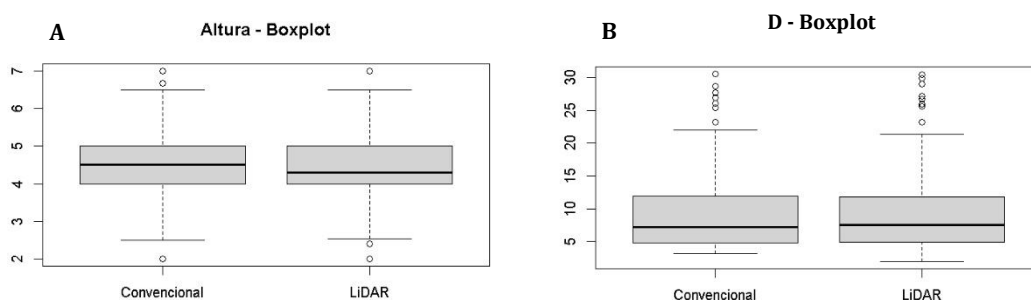 A
Altura - Boxplot
7
6
5
4
3
2
Convencional
LiDAR
B
D - Boxplot
30
25
20
15
10
5
Convencional
LiDAR